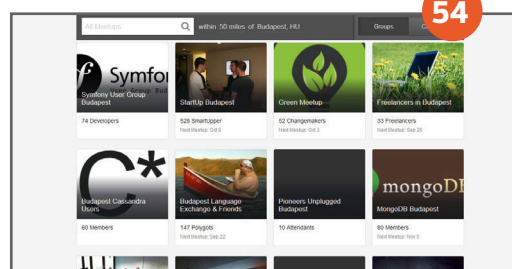 54
All Meetups
within 50 miles of Budapest, HU
Groups
Symfony User Group
Budapest
74 Developers
StartUp Budapest
528 SmartUpper
Next Meetup: Oct 8
Green Meetup
52 Changemakers
Next Meetup: Oct 2
Freelancers in Budapest
33 Freelancers
Next Meetup: Sep 25
C*
Budapest Cassandra
Users
60 Members
Budapest Language
Exchange & Friends
147 Polygots
Next Meetup: Sep 22
Pioneers Unplugged
Budapest
10 Attendants
mongoDB
MongoDB Budapest
80 Members
Next Meetup: Nov 5